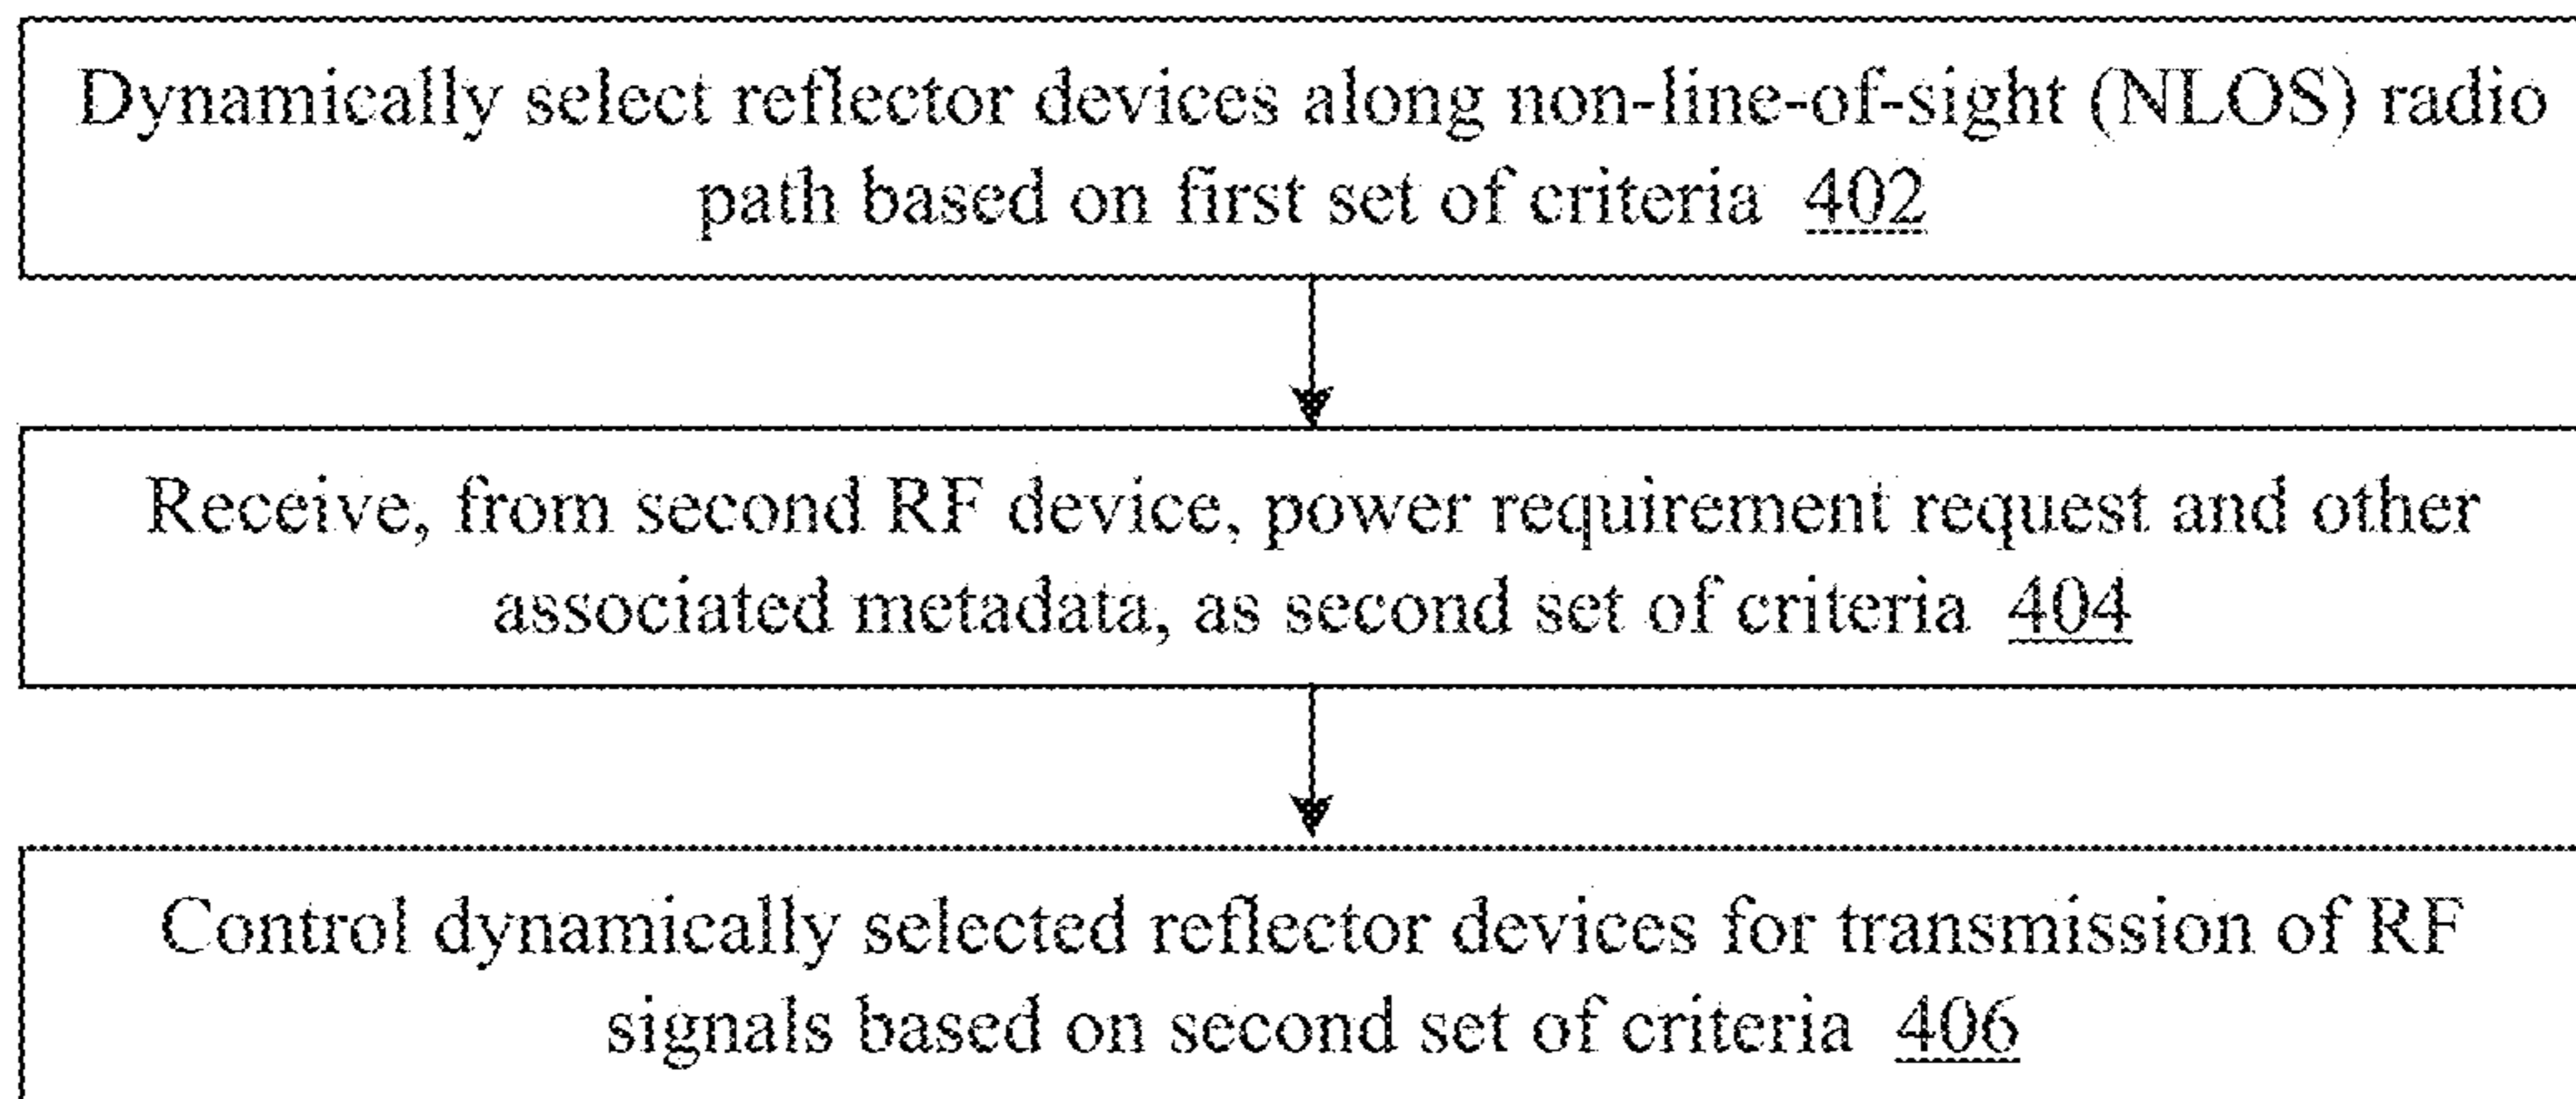 Dynamically select reflector devices along non-line-of-sight (NLOS) radio
path based on first set of criteria 402
Receive, from second RF device, power requirement request and other
associated metadata, as second set of criteria 404
Control dynamically selected reflector devices for transmission of RF
signals based on second set of criteria 406